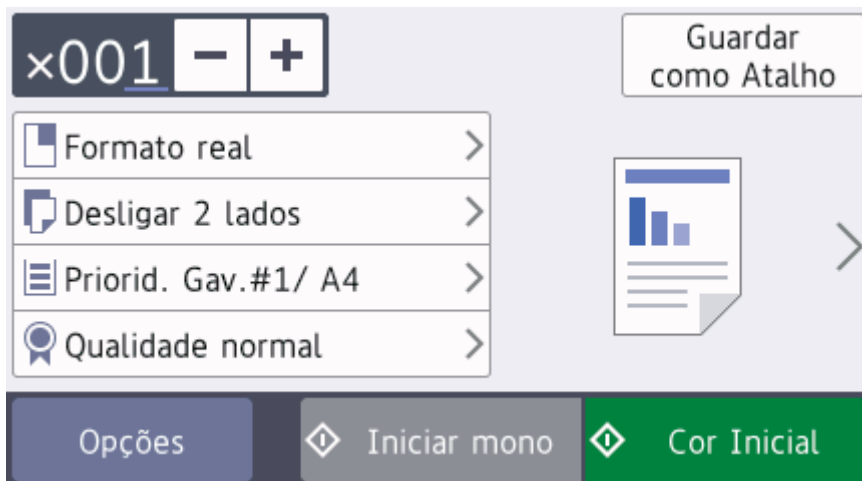 ×001 - +
Guardar
como Atalho
Formato real
Desligar 2 lados
Priorid. Gav.#1/ A4
Qualidade normal
Opções
Iniciar mono
Cor Inicial